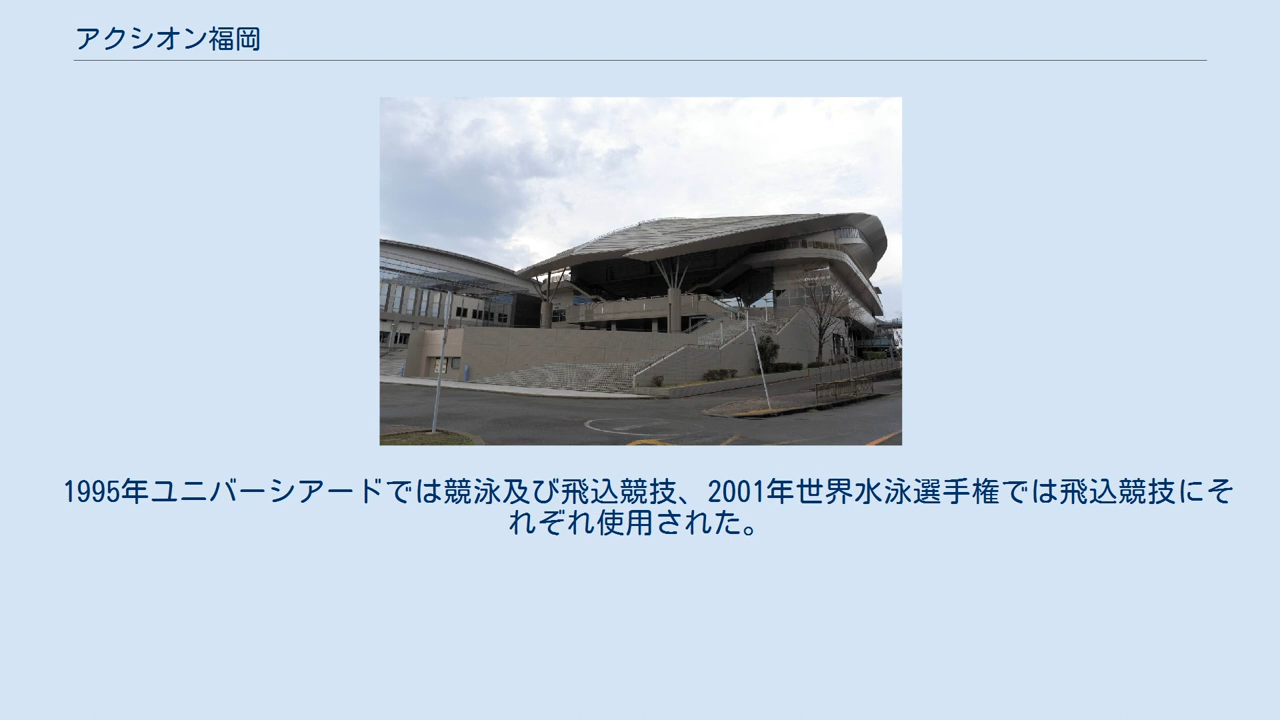 アクシオン福岡
1995年ユニバーシアードでは競泳及び飛込競技、2001年世界水泳選手権では飛込競技にそ
れぞれ使用された。